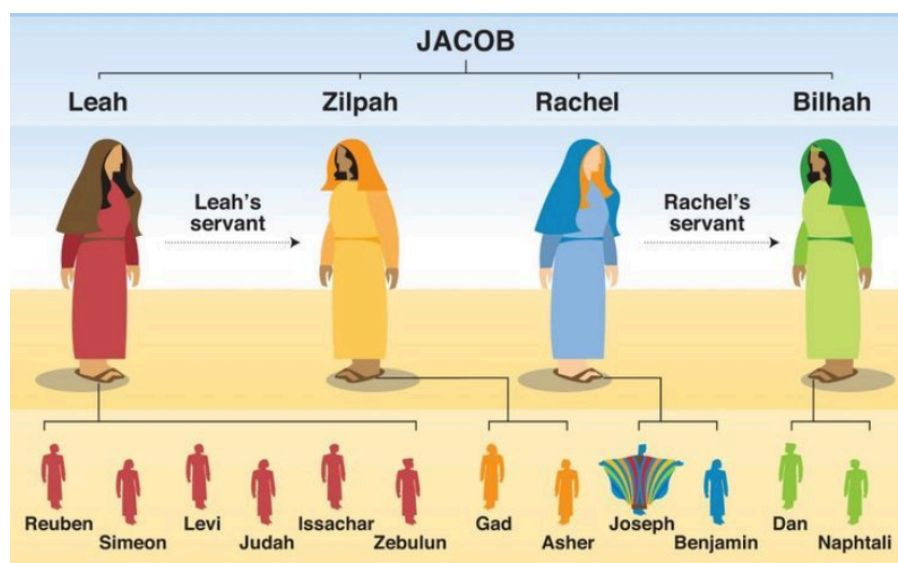 JACOB
Leah
Zilpah
Rachel
Bilhah
Leah's
servant
Rachel's
servant
Reuben
Simeon
Levi
Judah
Issachar
Zebulun
Gad
Asher
Joseph
Benjamin
Dan
Naphtali